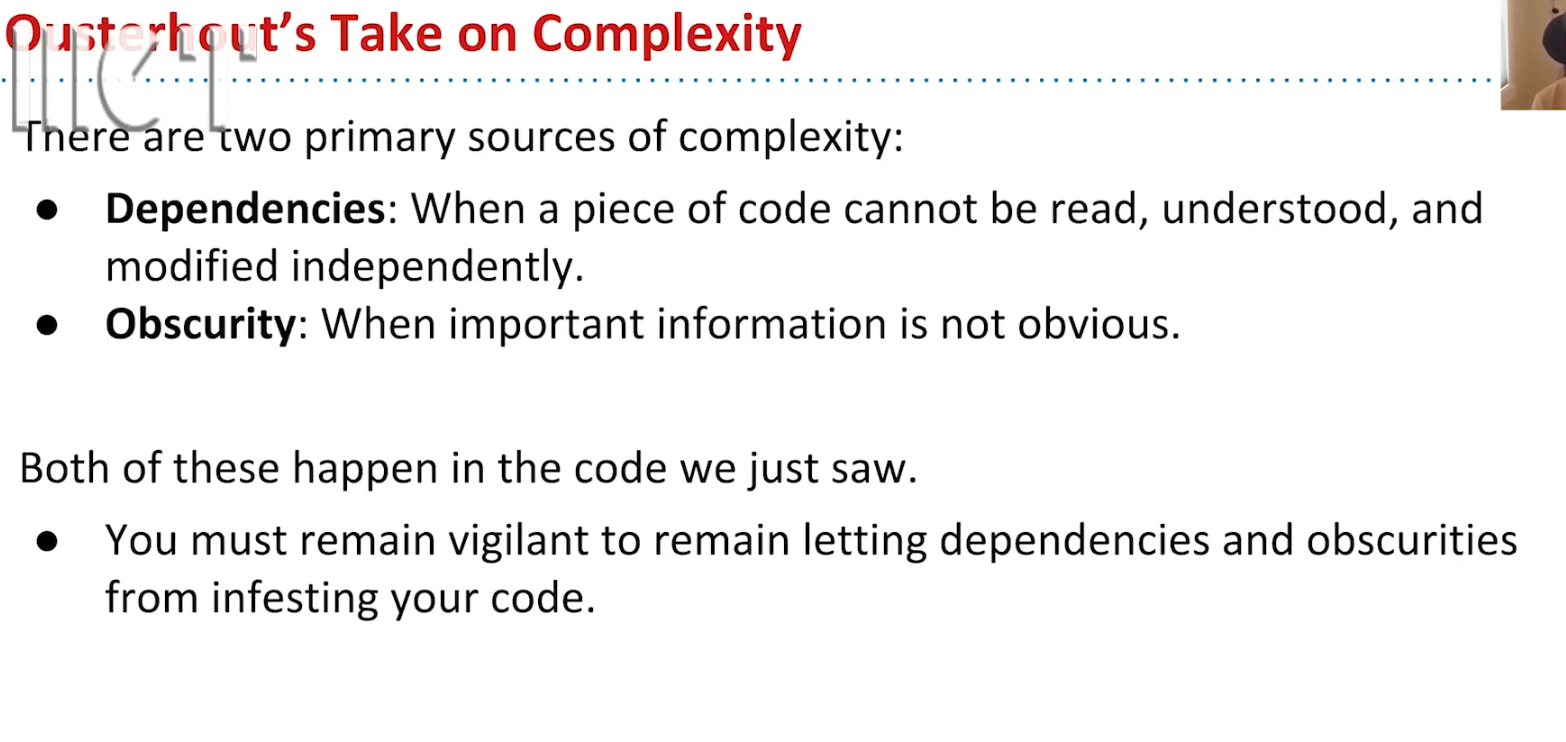 Ousterhout's Take on Complexity
There are two primary sources of complexity:
● Dependencies: When a piece of code cannot be read, understood, and
modified independently.
● Obscurity: When important information is not obvious.
Both of these happen in the code we just saw.
● You must remain vigilant to remain letting dependencies and obscurities
from infesting your code.